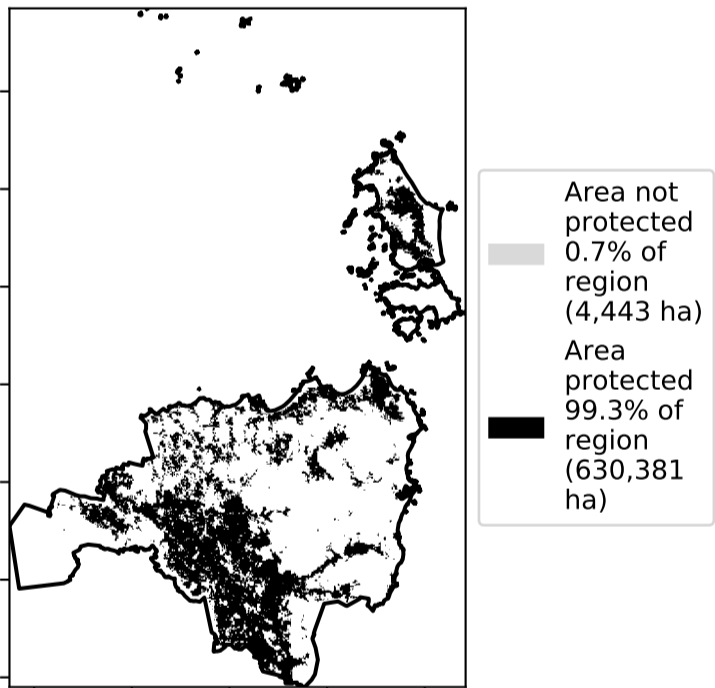 Area not
protected
0.7% of
region
(4,443 ha)
Area
protected
99.3% of
region
(630,381
ha)